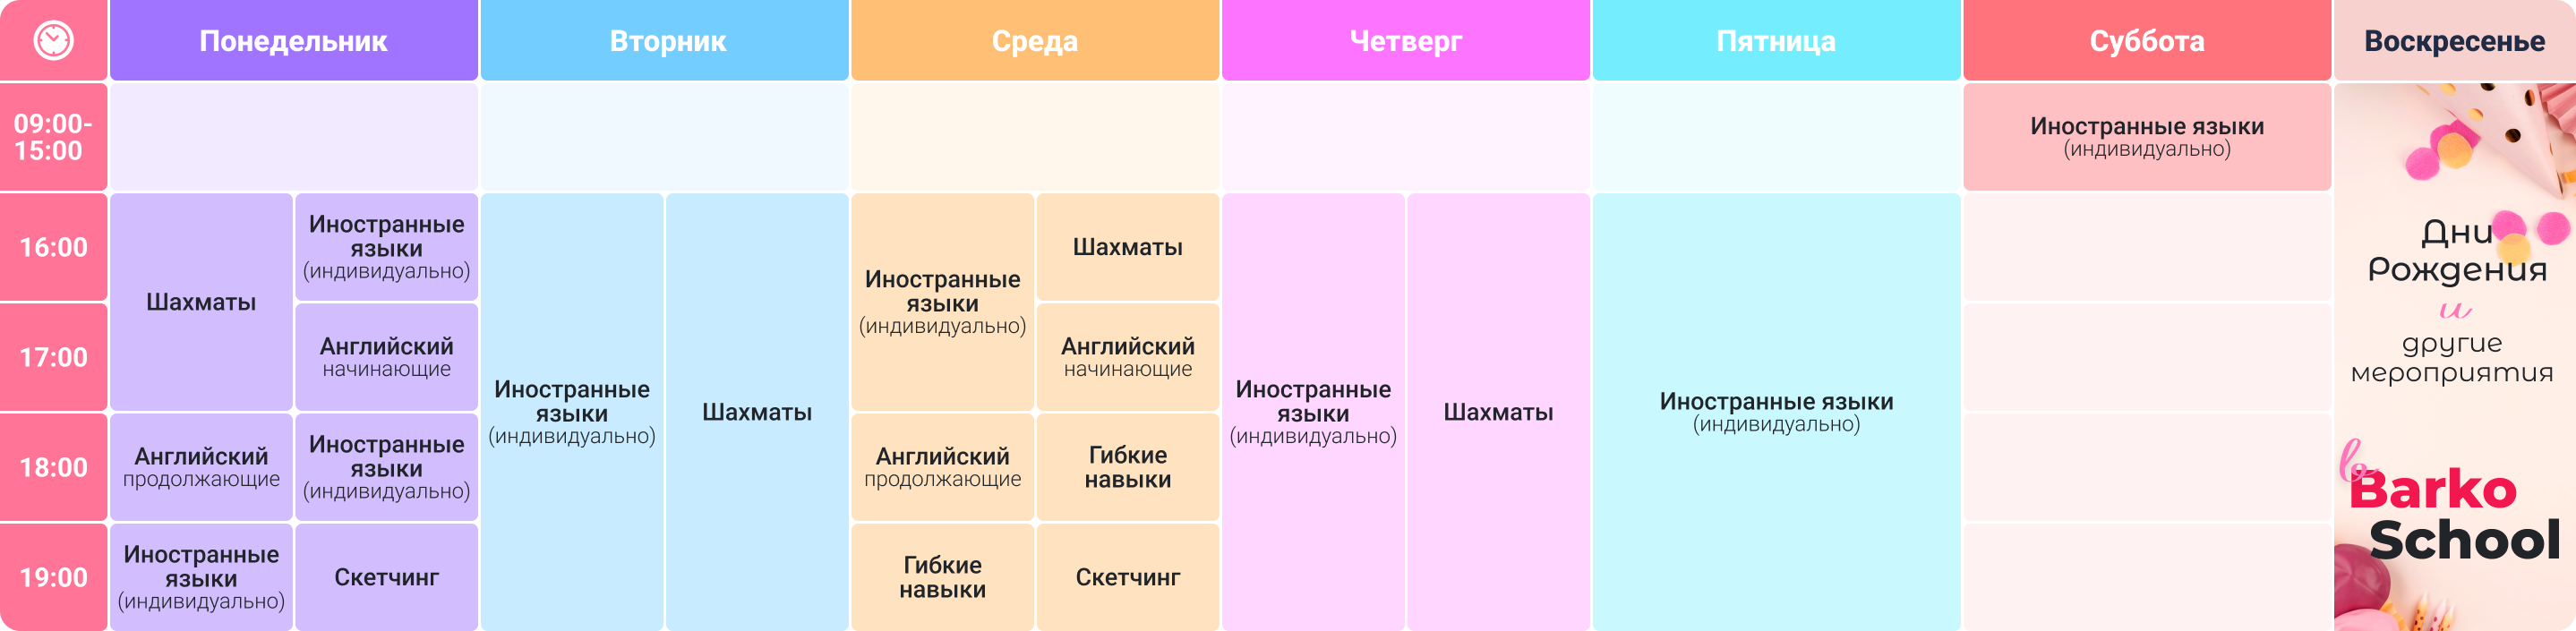 Понедельник
Вторник
Среда
Четверг
Пятница
Суббота
Воскресенье
09:00-
15:00
Иностранные языки
(индивидуально)
16:00
Шахматы
Иностранные
языки
(индивидуально)
Иностранные
языки
(индивидуально)
Шахматы
Иностранные
языки
(индивидуально)
Шахматы
Иностранные
языки
(индивидуально)
Шахматы
Иностранные языки
(индивидуально)
17:00
Английский
начинающие
Английский
начинающие
18:00
Английский
продолжающие
Иностранные
языки
(индивидуально)
Английский
продолжающие
Гибкие
навыки
19:00
Иностранные
языки
(индивидуально)
Скетчинг
Гибкие
навыки
Скетчинг
Дни
Рождения
и
другие
мероприятия
в
Barko
School